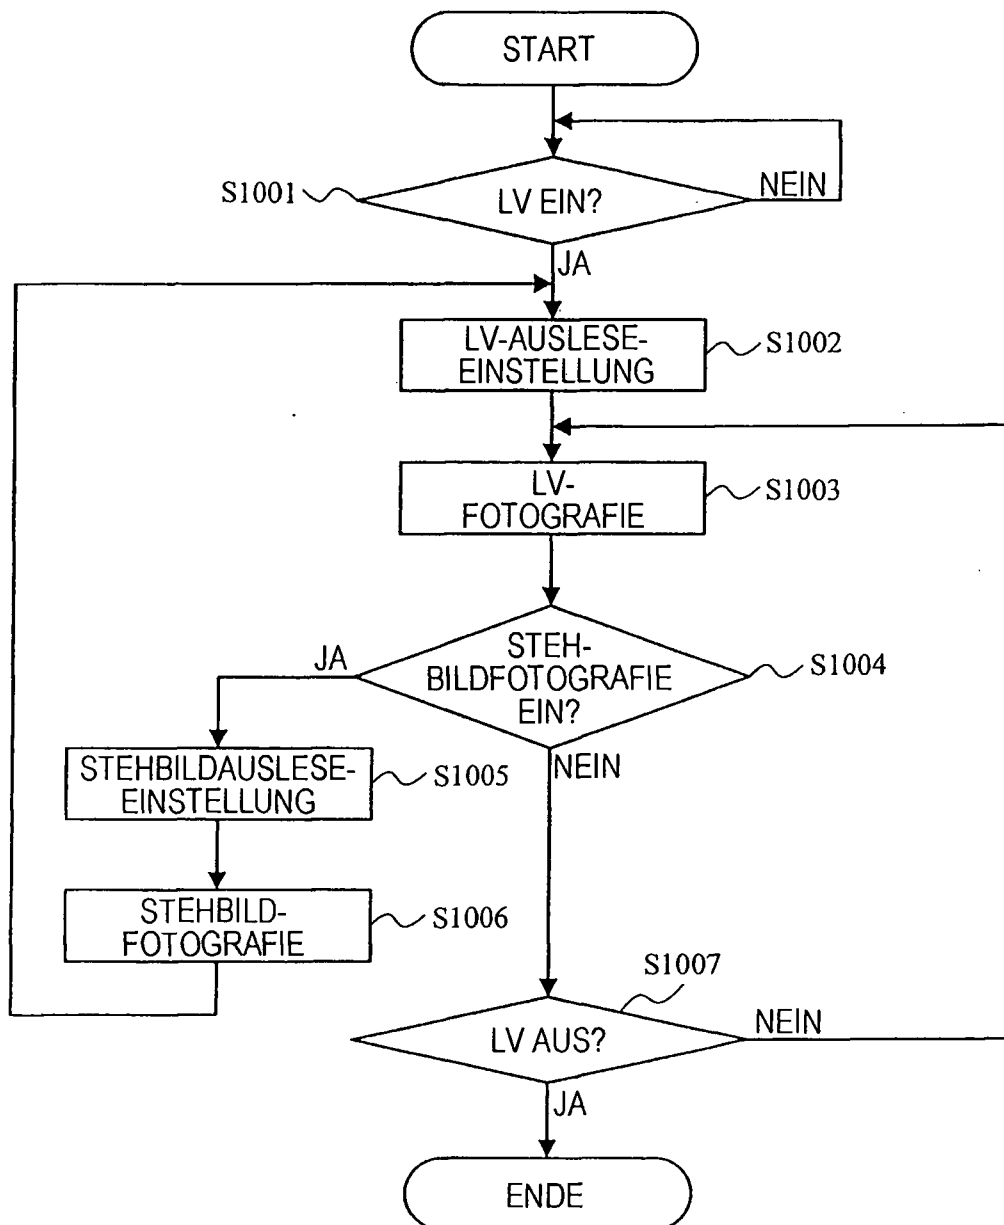 START
S1001
LV EIN?
NEIN
JA
LV-AUSLESE-
EINSTELLUNG
S1002
LV-
FOTOGRAFIE
S1003
JA
STEH-
BILDFOTOGRAFIE
EIN?
S1004
NEIN
STEHBILDAUSLESE-
EINSTELLUNG
S1005
STEHBILD-
FOTOGRAFIE
S1006
S1007
LV AUS?
NEIN
JA
ENDE